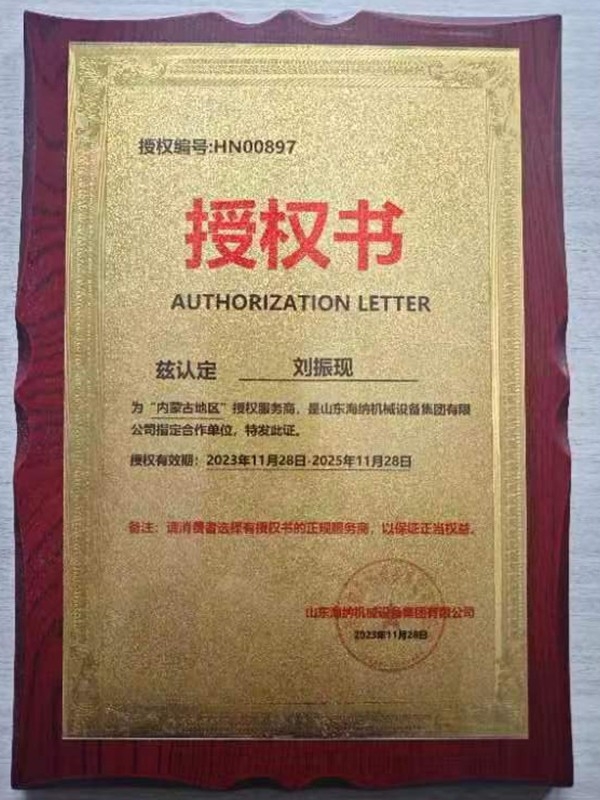 授权编号:HN00897
授权书
AUTHORIZATION LETTER
兹认定 刘振现
为“内蒙古地区”授权服务商，是山东海纳机械设备集团有限
公司指定合作单位，特发此证。
授权有效期：2023年11月28日-2025年11月28日
备注：请消费者选择有授权书的正规服务商，以保证正当权益。
山东海纳机械设备集团有限公司
2023年11月28日